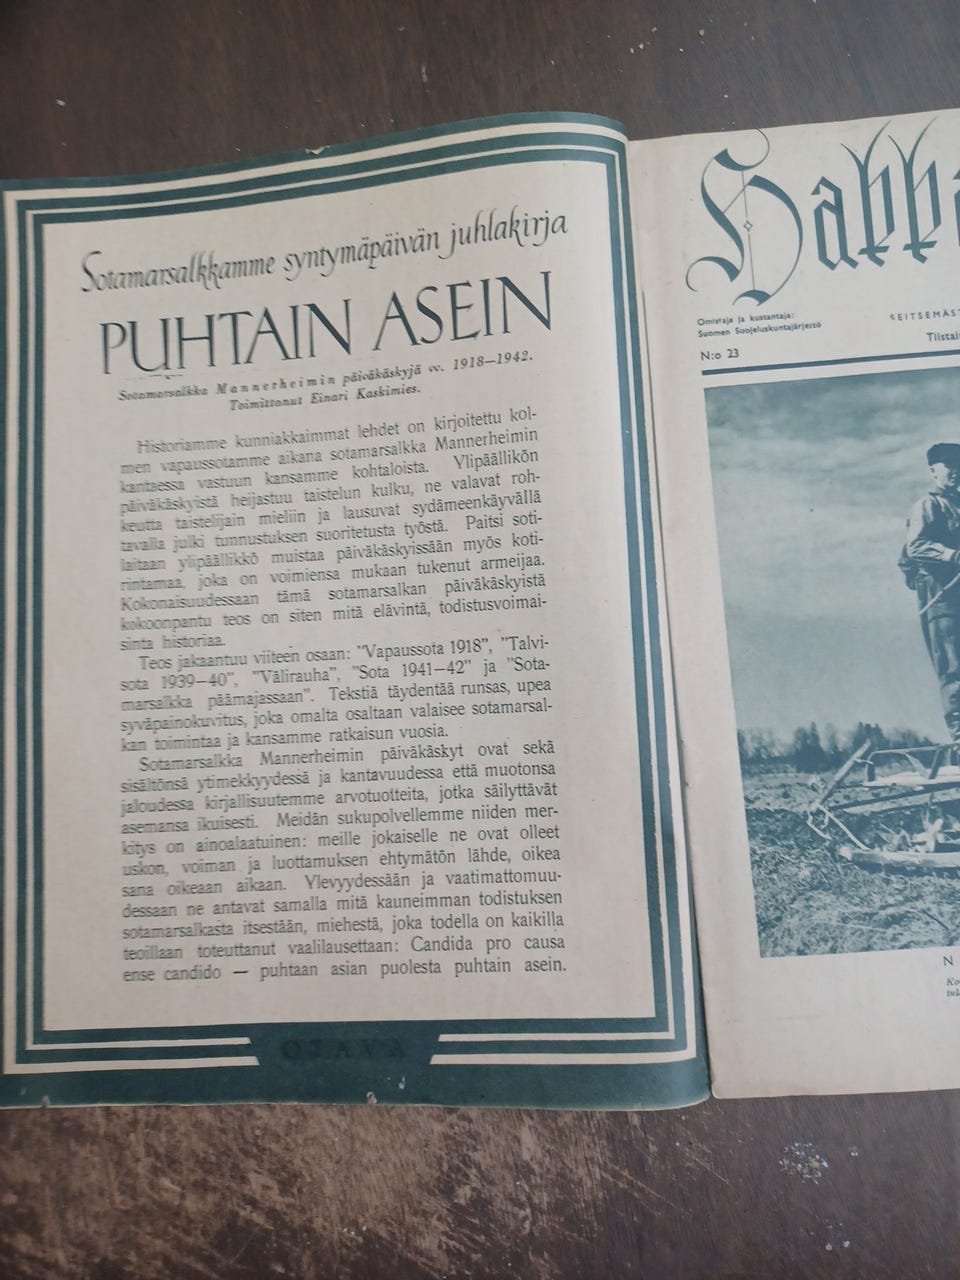 Sotamarsalkkamme syntymäpäivän juhlakirja
PUHTAIN ASEIN
Sotamarsalkka Mannerheimin päiväkäskyjä vv. 1918—1942.
Toimittanut Einari Kaskimies.
Historiamme kunniakkaimmat lehdet on kirjoitettu kol-
men vapaussotamme aikana sotamarsalkka Mannerheimin
kantaessa vastuun kansamme kohtaloista. Ylipäällikön
päiväkäskyistä heijastuu taistelun kulku, ne valavat roh-
keutta taistelijain mieliin ja lausuvat sydämeenkäyvällä
tavalla julki tunnustuksen suoritetusta työstä. Paitsi soti-
laitaan ylipäällikkö muistaa päiväkäskyissään myös koti-
rintamaa, joka on voimiensa mukaan tukenut armeijaa.
Kokonaisuudessaan tämä sotamarsalkan päiväkäskyistä
kokoonpantu teos on siten mitä elävintä, todistusvoimai-
sinta historiaa.
Teos jakaantuu viiteen osaan: "Vapaussota 1918", "Talvi-
sota 1939—40", "Välirauha", "Sota 1941—42" ja "Sota-
marsalkka päämajassaan". Tekstiä täydentää runsas, upea
syväpainokuvitus, joka omalta osaltaan valaisee sotamarsal-
kan toimintaa ja kansamme ratkaisun vuosia.
Sotamarsalkka Mannerheimin päiväkäskyt ovat sekä
sisältönsä ytimekkyydessä ja kantavuudessa että muotonsa
jaloudessa kirjallisuutemme arvotuotteita, jotka säilyttävät
asemansa ikuisesti. Meidän sukupolvellemme niiden mer-
kitys on ainoalaatuinen: meille jokaiselle ne ovat olleet
uskon, voiman ja luottamuksen ehtymätön lähde, oikea
sana oikeaan aikaan. Ylevyydessään ja vaatimattomuu-
dessaan ne antavat samalla mitä kauneimman todistuksen
sotamarsalkasta itsestään, miehestä, joka todella on kaikilla
teoillaan toteuttanut vaalilausettaan: Candida pro causa
ense candido — puhtaan asian puolesta puhtain asein.
OTAVA
Hakka
Omistaja ja kustantaja:
Suomen Suojeluskuntajärjestö
SEITSEMÄST
N:o 23
Tiistai
N
Ko
tul